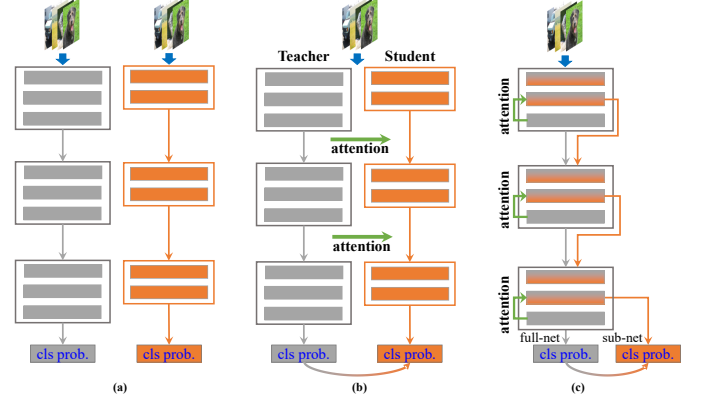 Teacher
Student
attention
attention
attention
attention
attention
full-net
sub-net
cls prob.
cls prob.
cls prob.
cls prob.
cls prob.
cls prob.
(a)
(b)
(c)